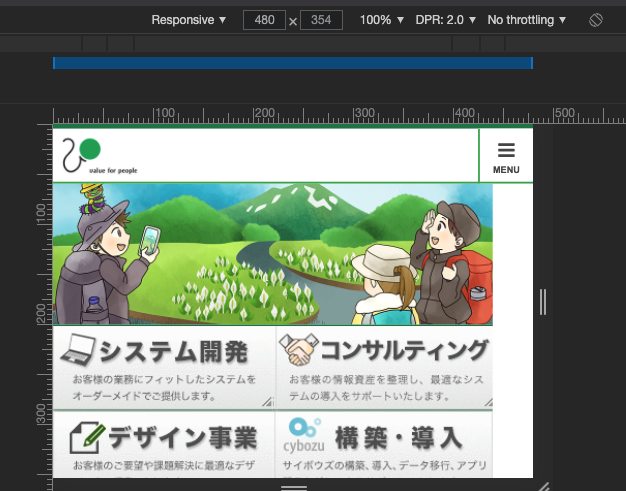 Responsive ▼ 480 × 354 100% ▼ DPR: 2.0 ▼ No throttling ▼
100 200 300 400 500
value for people
MENU
100
200
300
システム開発
お客様の業務にフィットしたシステムを
オーダーメイドでご提供します。
コンサルティング
お客様の情報資産を整理し、最適なシス
テムの導入をサポートいたします。
デザイン事業
お客様のご要望や課題解決に最適なデザ
cybozu 構築・導入
サイボウズの構築、導入、データ移行、アプリ